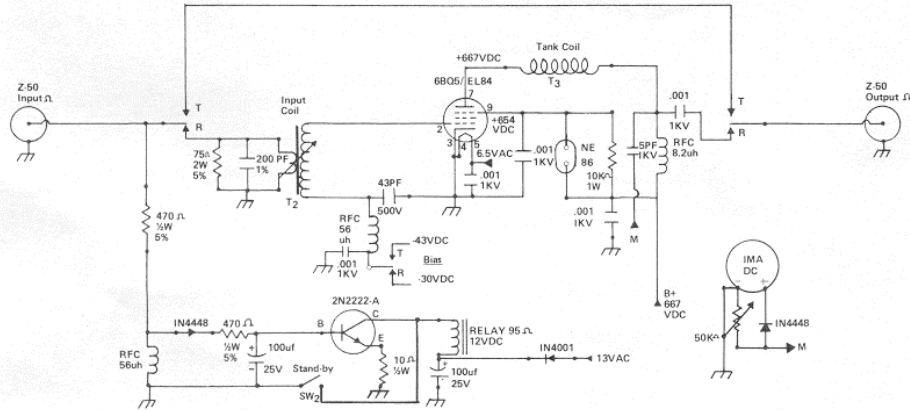 +667VDC
Tank Coil
T3
6BQ5/EL84
7
Z-50
Input Ω
T
R
Input
Coil
2
9
+654
VDC
3
4
5
6.5VAC
.001
1KV
.001
1KV
NE
86
10KΩ
1W
5PF
1KV
.001
1KV
RFC
8.2uh
T
R
Z-50
Output Ω
75Ω
2W
5%
200 PF
1%
T2
43PF
500V
.001
1KV
M
470 Ω
½W
5%
RFC
56
uh
.001
1KV
-43VDC
T
Bias
R
-30VDC
B+
667
VDC
IMA
DC
-
+
50KΩ
IN4448
M
2N2222-A
C
B
E
IN4448
470 Ω
½W
5%
RFC
56uh
+
-
100uf
25V
Stand-by
SW2
10Ω
½W
RELAY 95Ω
12VDC
+
-
100uf
25V
IN4001
13VAC